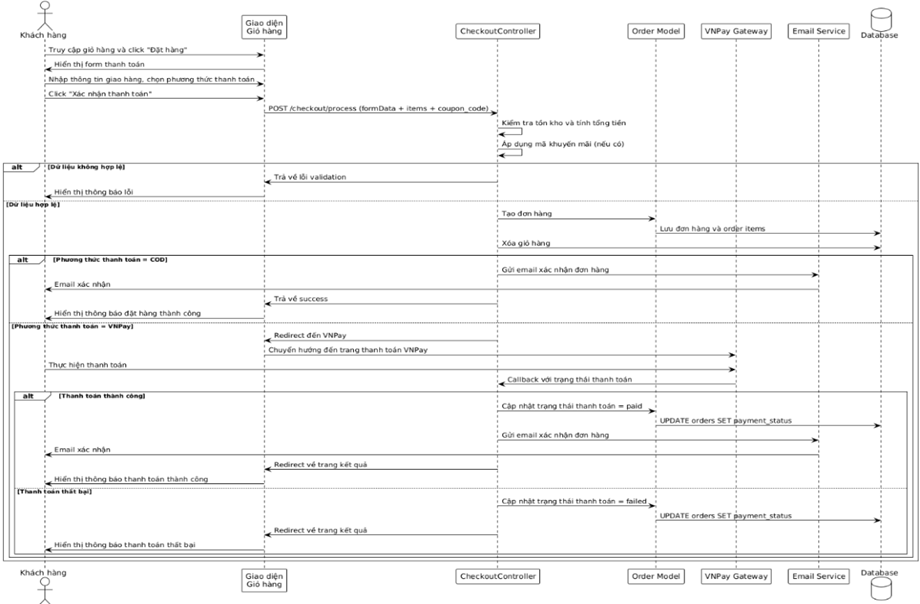 Khách hàng
Giao diện
Giỏ hàng
CheckoutController
Order Model
VNPay Gateway
Email Service
Database
Truy cập giỏ hàng và click "Đặt hàng"
Hiển thị form thanh toán
Nhập thông tin giao hàng, chọn phương thức thanh toán
Click "Xác nhận thanh toán"
POST /checkout/process (formData + items + coupon_code)
Kiểm tra tồn kho và tính tổng tiền
Áp dụng mã khuyến mãi (nếu có)
alt [Dữ liệu không hợp lệ]
Trả về lỗi validation
Hiển thị thông báo lỗi
[Dữ liệu hợp lệ]
Tạo đơn hàng
Lưu đơn hàng và order items
Xóa giỏ hàng
alt [Phương thức thanh toán = COD]
Gửi email xác nhận đơn hàng
Email xác nhận
Trả về success
Hiển thị thông báo đặt hàng thành công
[Phương thức thanh toán = VNPay]
Redirect đến VNPay
Chuyển hướng đến trang thanh toán VNPay
Thực hiện thanh toán
Callback với trạng thái thanh toán
alt [Thanh toán thành công]
Cập nhật trạng thái thanh toán = paid
UPDATE orders SET payment_status
Gửi email xác nhận đơn hàng
Email xác nhận
Redirect về trang kết quả
Hiển thị thông báo thanh toán thành công
[Thanh toán thất bại]
Cập nhật trạng thái thanh toán = failed
UPDATE orders SET payment_status
Redirect về trang kết quả
Hiển thị thông báo thanh toán thất bại
Khách hàng
Giao diện
Giỏ hàng
CheckoutController
Order Model
VNPay Gateway
Email Service
Database